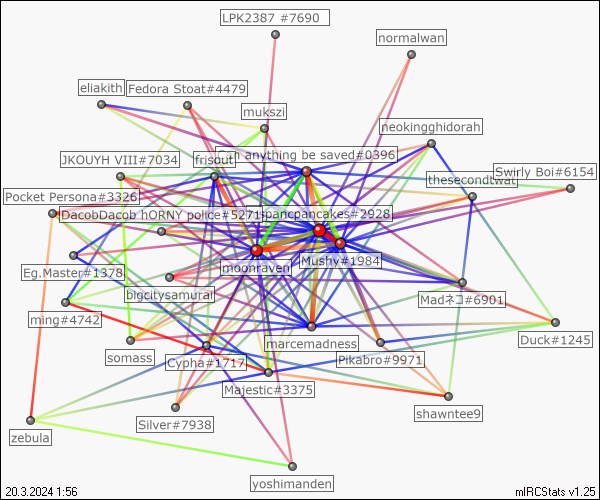 LPK2387 #7690
normalwan
eliakith
Fedora Stoat#4479
mukszi
neokingghidorah
JKOUYH VIII#7034
frisout
anything be saved#0396
Swirly Boi#6154
thesecondtwat
Pocket Persona#3326
DacobDacob hORNY police#5271
spancpancakes#2928
Mushy#1984
moonraven
Eg.Master#1378
bigcitysamurai
Madネコ#6901
ming#4742
marcemadness
Duck#1245
somass
Cypha#1717
Pikabro#9971
Majestic#3375
shawntee9
Silver#7938
zebula
yoshimanden
20.3.2024 1:56
mIRCStats v1.25